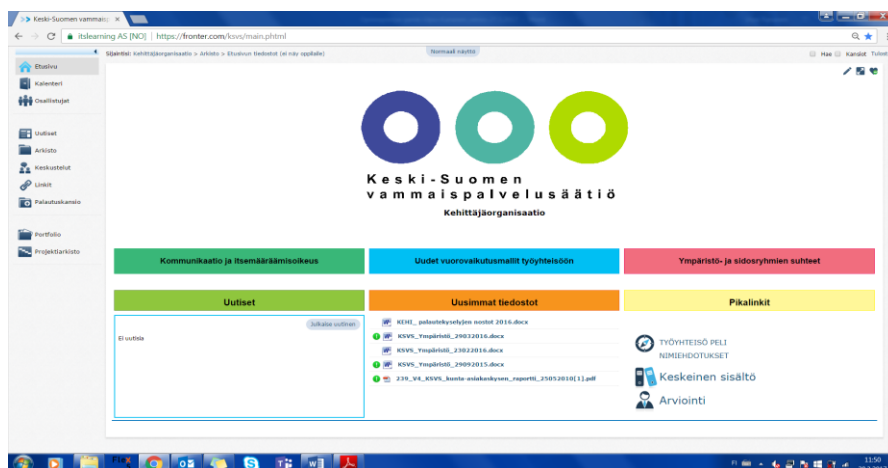 >> Keski-Suomen vammaisp
itslearning AS [NO] | https://fronter.com/ksvs/main.phtml
Sijaintisi: Kehittäjäorganisaatio > Arkisto > Etusivun tiedostot (ei näy oppilaille)
Normaali näyttö
Hae Kansiot Tulosta
Etusivu
Kalenteri
Osallistujat
Uutiset
Arkisto
Keskustelut
Linkit
Palautuskansio
Portfolio
Projektiarkisto
Keski-Suomen
vammaispalvelusäätiö
Kehittäjäorganisaatio
Kommunikaatio ja itsemääräämisoikeus
Uudet vuorovaikutusmallit työyhteisöön
Ympäristö- ja sidosryhmien suhteet
Uutiset
Julkaise uutinen
Ei uutisia
Uusimmat tiedostot
KEHI_ palautekyselyjen nostot 2016.docx
KSVS_Ympäristö_29032016.docx
KSVS_Ympäristö_23022016.docx
KSVS_Ympäristö_29092015.docx
239_V4_KSVS_kunta-asiakaskysen_raportti_25052010[1].pdf
Pikalinkit
TYÖYHTEISÖ PELI
NIMIEHDOTUKSET
Keskeinen sisältö
Arviointi
FI
11:50